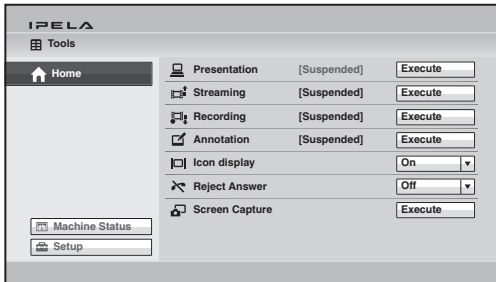 IPELA
Tools
Home
Presentation [Suspended] Execute
Streaming [Suspended] Execute
Recording [Suspended] Execute
Annotation [Suspended] Execute
Icon display On
Reject Answer Off
Screen Capture Execute
Machine Status
Setup